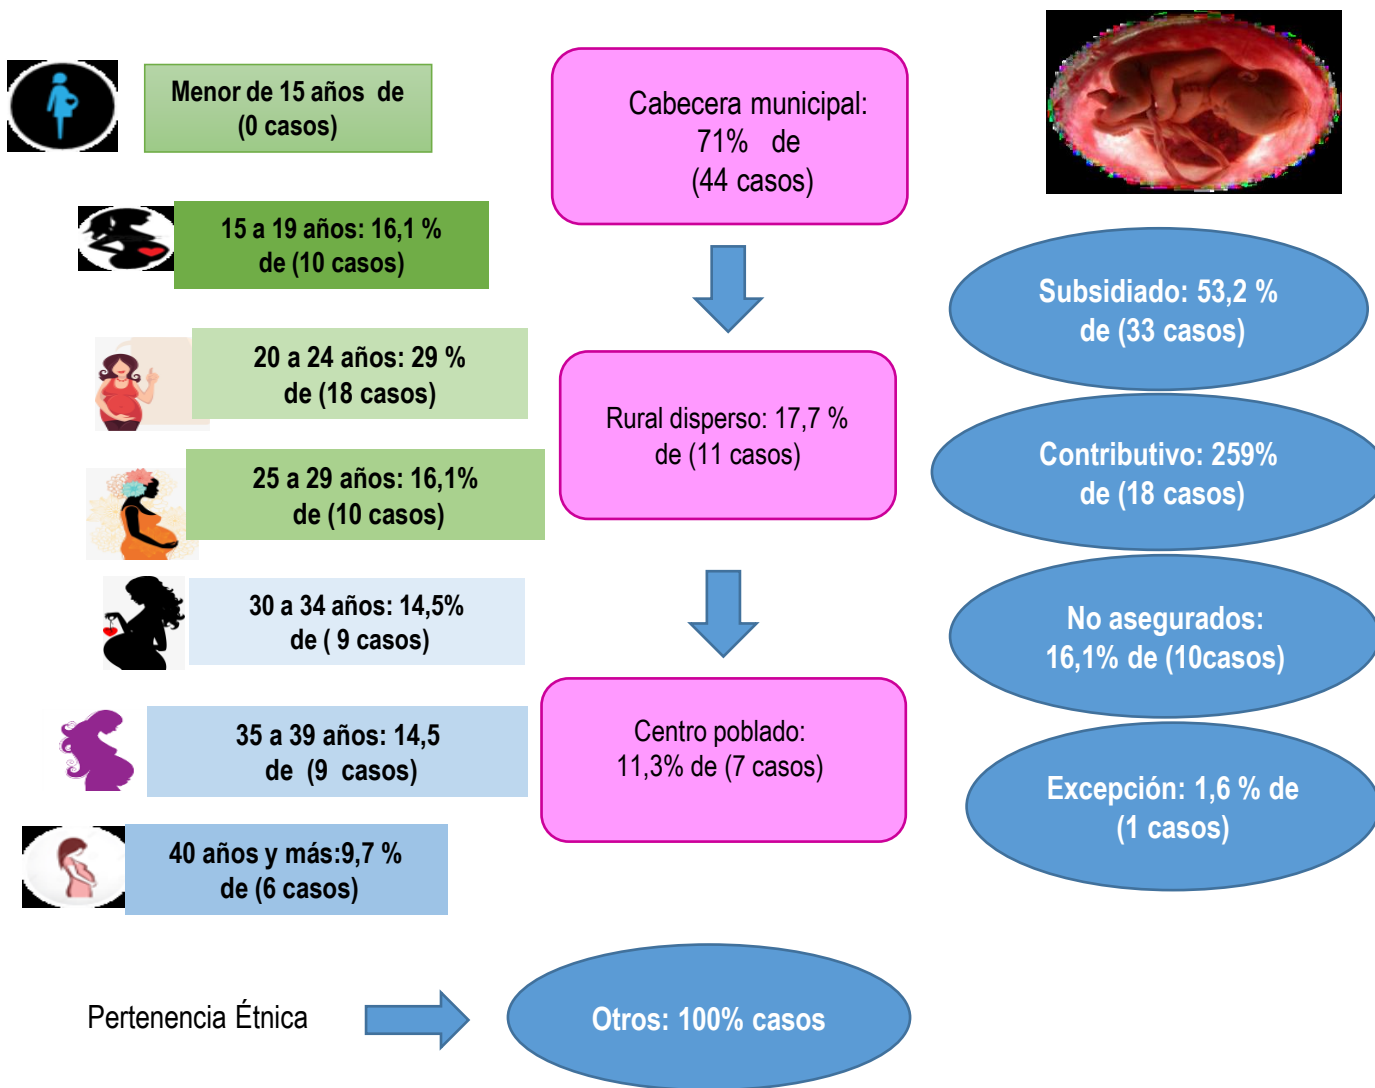 Menor de 15 años de
(0 casos)
15 a 19 años: 16,1 %
de (10 casos)
20 a 24 años: 29 %
de (18 casos)
25 a 29 años: 16,1%
de (10 casos)
30 a 34 años: 14,5%
de ( 9 casos)
35 a 39 años: 14,5
de (9 casos)
40 años y más:9,7 %
de (6 casos)
Cabecera municipal:
71% de
(44 casos)
Rural disperso: 17,7 %
de (11 casos)
Centro poblado:
11,3% de (7 casos)
Subsidiado: 53,2 %
de (33 casos)
Contributivo: 259%
de (18 casos)
No asegurados:
16,1% de (10casos)
Excepción: 1,6 % de
(1 casos)
Pertenencia Étnica
Otros: 100% casos